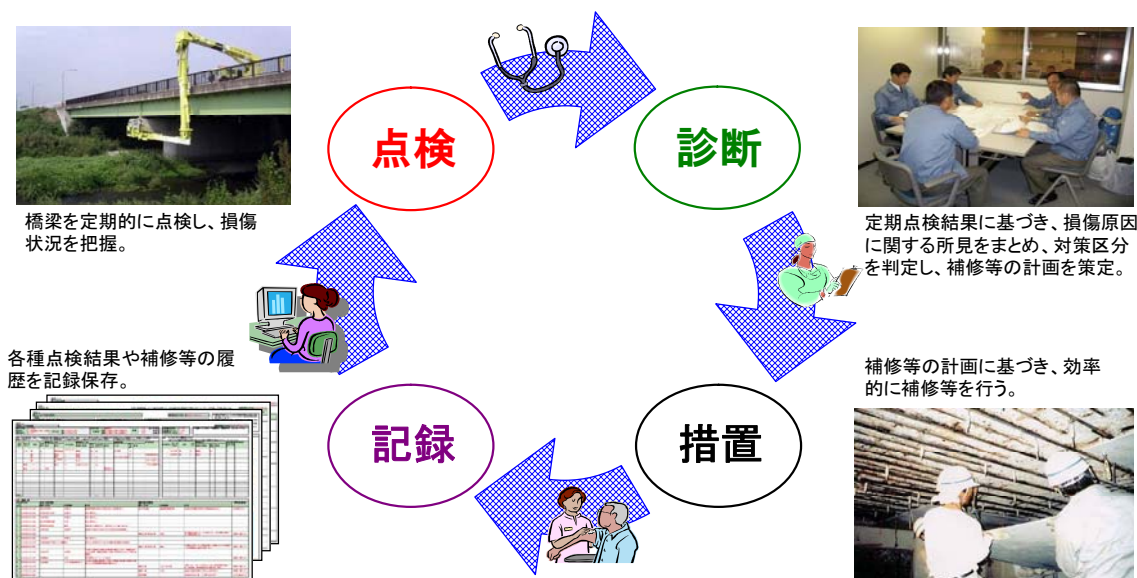 点検
診断
橋梁を定期的に点検し、損傷
状況を把握。
定期点検結果に基づき、損傷原因
に関する所見をまとめ、対策区分
を判定し、補修等の計画を策定。
各種点検結果や補修等の履
歴を記録保存。
補修等の計画に基づき、効率
的に補修等を行う。
記録
措置